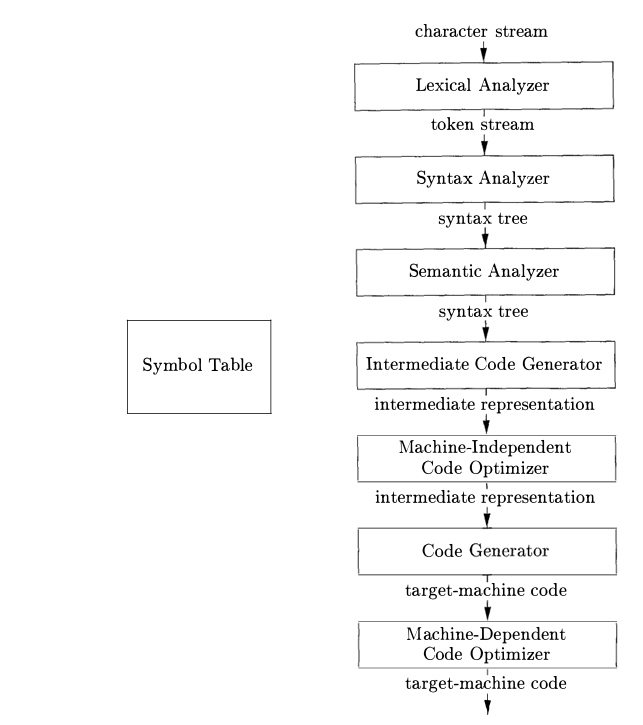 character stream
Lexical Analyzer
token stream
Syntax Analyzer
syntax tree
Semantic Analyzer
syntax tree
Symbol Table
Intermediate Code Generator
intermediate representation
Machine-Independent
Code Optimizer
intermediate representation
Code Generator
target-machine code
Machine-Dependent
Code Optimizer
target-machine code